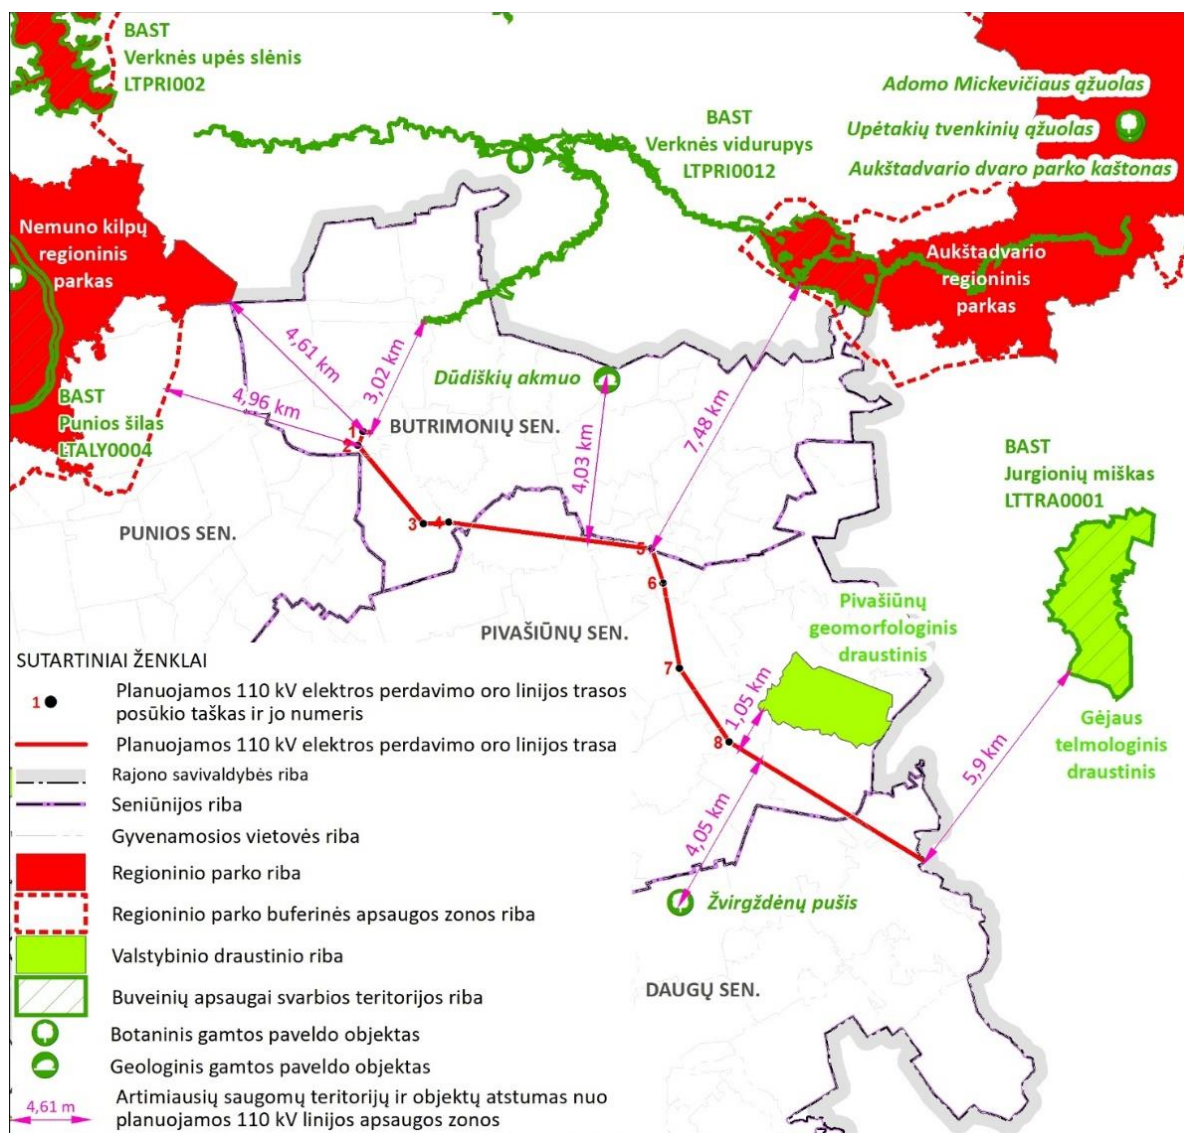 BAST
Verknės upės slėnis
LTPRI002
Adomo Mickevičiaus ąžuolas
BAST
Verknės vidurupys
LTPRI0012
Upėtakių tvenkinių ąžuolas
Aukštadvario dvaro parko kaštonas
Nemuno kilpų
regioninis
parkas
Aukštadvario
regioninis
parkas
4,61 km
3,02 km
Dūdiškių akmuo
7,48 km
4,96 km
BAST
Punios šilas
LTALY0004
1
2
BUTRIMONIŲ SEN.
4,03 km
BAST
Jurgionių miškas
LTTRA0001
PUNIOS SEN.
3
4
5
6
Pivašiūnų
geomorfologinis
draustinis
PIVAŠIŪNŲ SEN.
7
1,05 km
8
Gėjaus
telmologinis
draustinis
5,9 km
4,05 km
Žvirgždėnų pušis
DAUGŲ SEN.
SUTARTINIAI ŽENKLAI
1
Planuojamos 110 kV elektros perdavimo oro linijos trasos
posūkio taškas ir jo numeris
Planuojamos 110 kV elektros perdavimo oro linijos trasa
Rajono savivaldybės riba
Seniūnijos riba
Gyvenamosios vietovės riba
Regioninio parko riba
Regioninio parko buferinės apsaugos zonos riba
Valstybinio draustinio riba
Buveinių apsaugai svarbios teritorijos riba
Botaninis gamtos paveldo objektas
Geologinis gamtos paveldo objektas
4,61 m
Artimiausių saugomų teritorijų ir objektų atstumas nuo
planuojamos 110 kV linijos apsaugos zonos